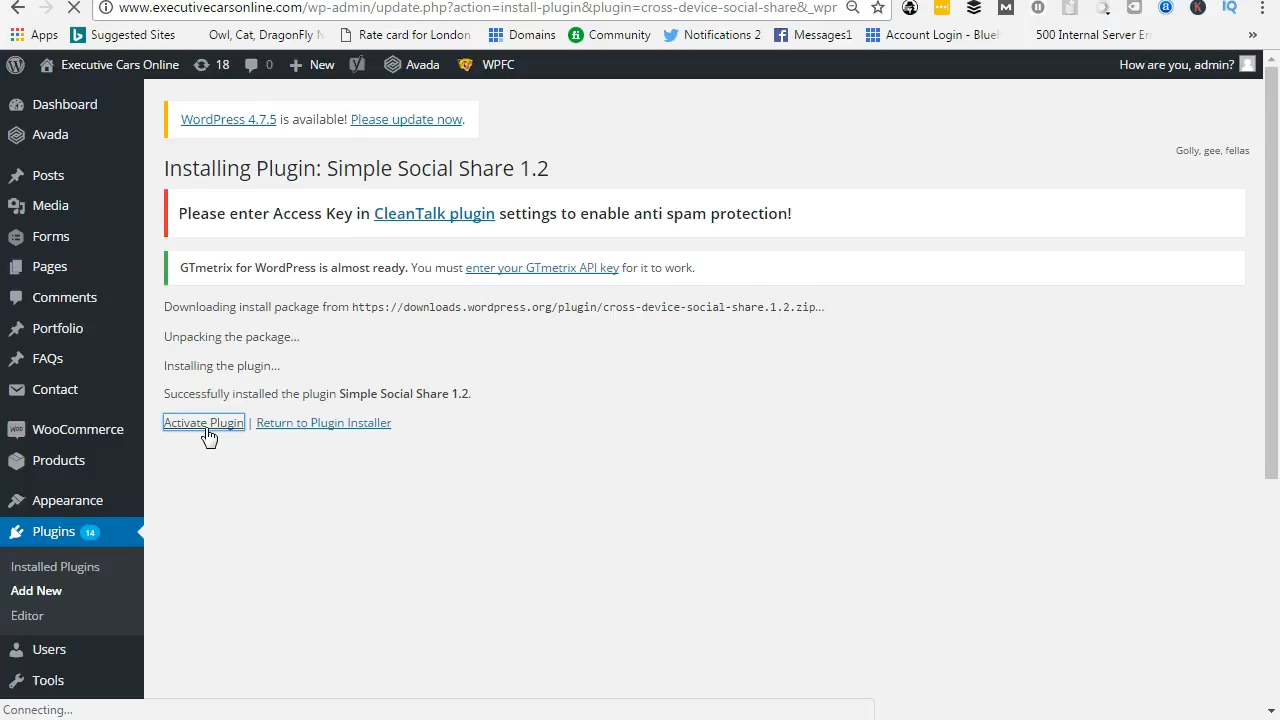 www.executivecarsonline.com/wp-admin/update.php?action=install-plugin&plugin=cross-device-social-share&_wpr
Apps Suggested Sites Owl, Cat, DragonFly Rate card for London Domains Community Notifications 2 Messages1 Account Login - Blueh 500 Internal Server Er »
Executive Cars Online 18 0 New Avada WPFC How are you, admin?
Dashboard
Avada
Posts
Media
Forms
Pages
Comments
Portfolio
FAQs
Contact
WooCommerce
Products
Appearance
Plugins 14
Installed Plugins
Add New
Editor
Users
Tools
WordPress 4.7.5 is available! Please update now.
Golly, gee, fellas
Installing Plugin: Simple Social Share 1.2
Please enter Access Key in CleanTalk plugin settings to enable anti spam protection!
GTmetrix for WordPress is almost ready. You must enter your GTmetrix API key for it to work.
Downloading install package from https://downloads.wordpress.org/plugin/cross-device-social-share.1.2.zip…
Unpacking the package…
Installing the plugin…
Successfully installed the plugin Simple Social Share 1.2.
Activate Plugin | Return to Plugin Installer
Connecting...